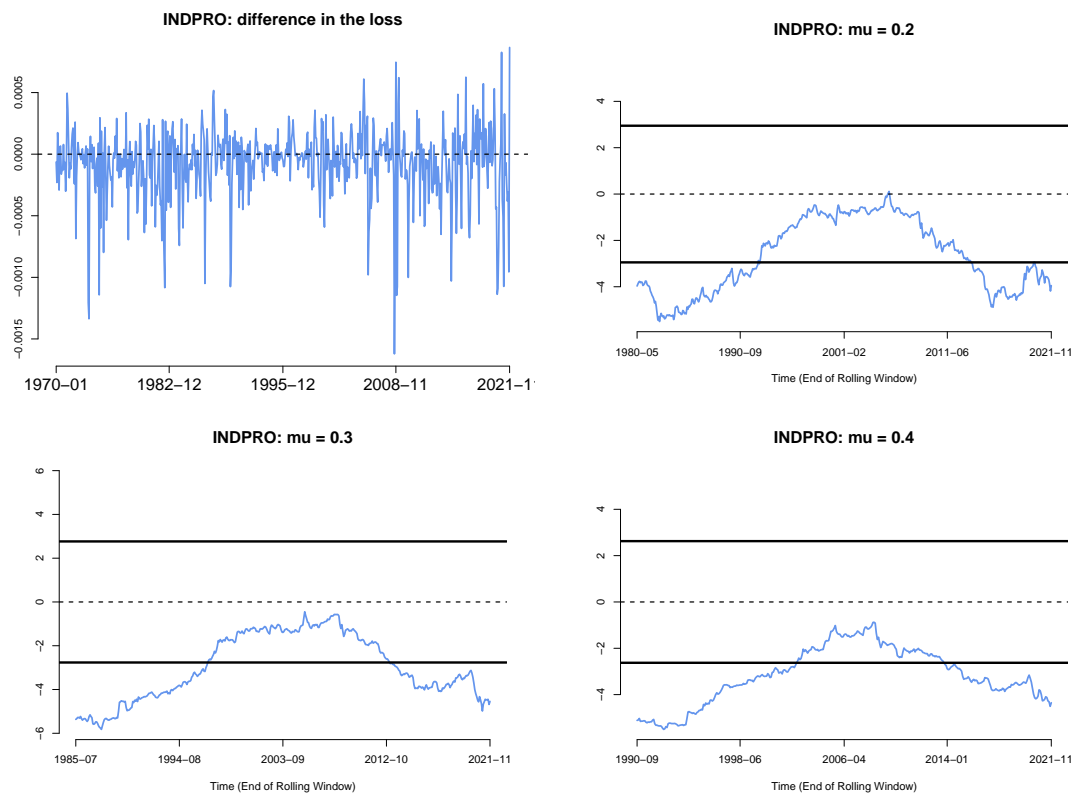 INDPRO: difference in the loss
0.0005
0.0000
−0.0005
−0.0010
−0.0015
1970−01 1982−12 1995−12 2008−11 2021−1
INDPRO: mu = 0.2
4
2
0
−2
−4
1980−05 1990−09 2001−02 2011−06 2021−11
Time (End of Rolling Window)
INDPRO: mu = 0.3
6
4
2
0
−2
−4
−6
1985−07 1994−08 2003−09 2012−10 2021−11
Time (End of Rolling Window)
INDPRO: mu = 0.4
4
2
0
−2
−4
1990−09 1998−06 2006−04 2014−01 2021−11
Time (End of Rolling Window)